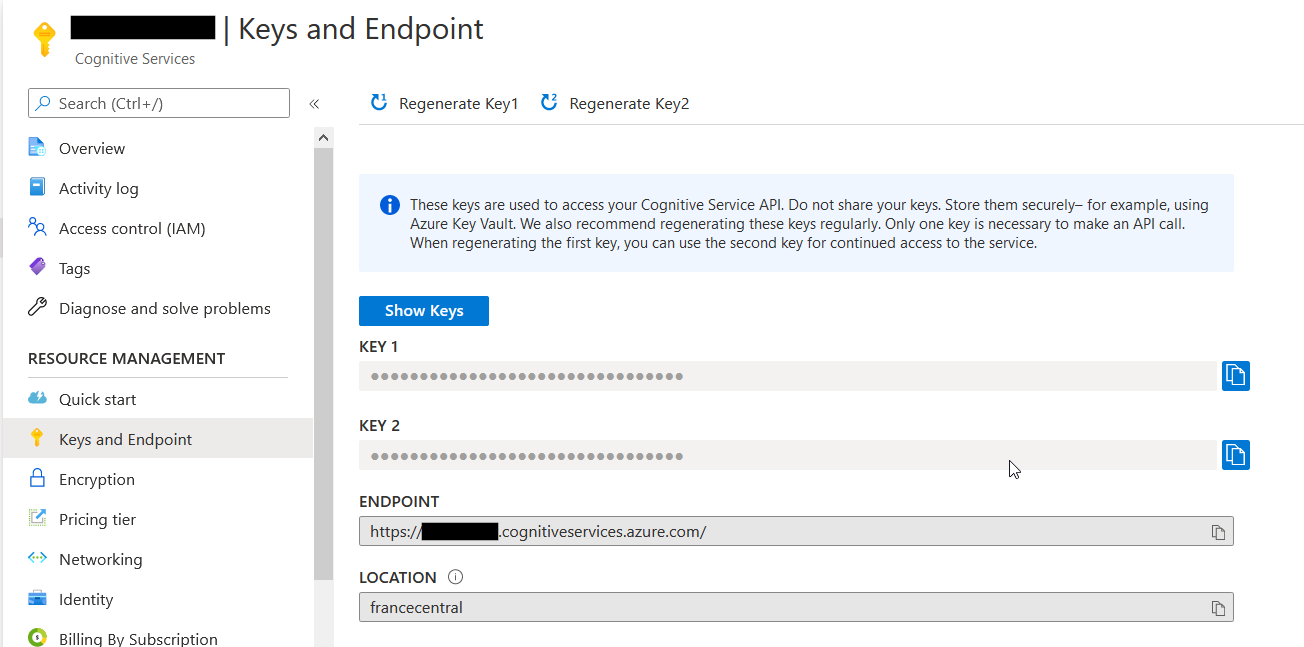 | Keys and Endpoint
Cognitive Services
Search (Ctrl+/)
«
Overview
Activity log
Access control (IAM)
Tags
Diagnose and solve problems
RESOURCE MANAGEMENT
Quick start
Keys and Endpoint
Encryption
Pricing tier
Networking
Identity
Billing By Subscription
Regenerate Key1
Regenerate Key2
These keys are used to access your Cognitive Service API. Do not share your keys. Store them securely– for example, using
Azure Key Vault. We also recommend regenerating these keys regularly. Only one key is necessary to make an API call.
When regenerating the first key, you can use the second key for continued access to the service.
Show Keys
KEY 1
••••••••••••••••••••••••••••••••
KEY 2
••••••••••••••••••••••••••••••••
ENDPOINT
https:// .cognitiveservices.azure.com/
LOCATION
francecentral